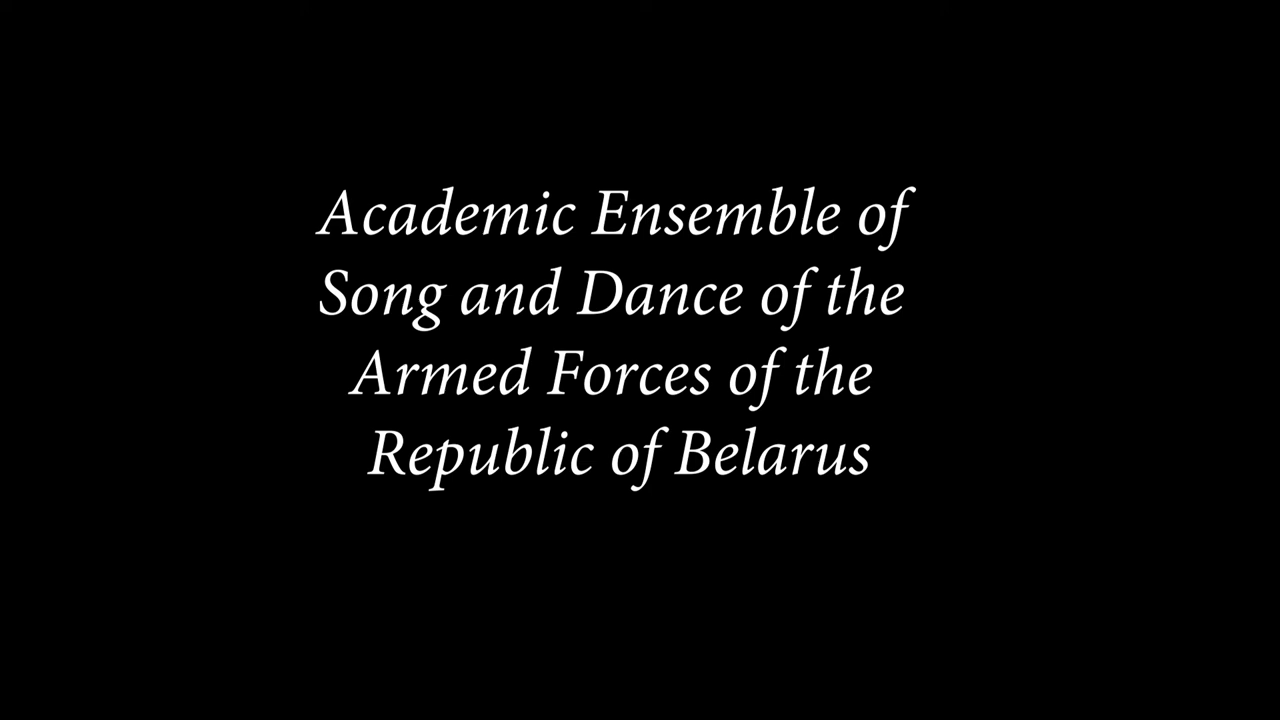 Academic Ensemble of
Song and Dance of the
Armed Forces of the
Republic of Belarus